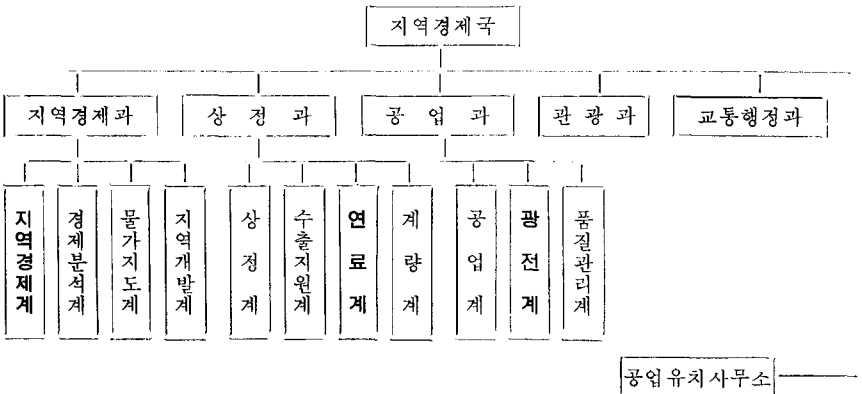 지역경제국
지역경제과 상 정 과 공 업 과 관 광 과 교통행정과
지역경제계 경제분석계 물가지도계 지역개발계 상 정 계 수출지원계 연 료 계 계 량 계 공 업 계 광 전 계 품질관리계
공업유치사무소